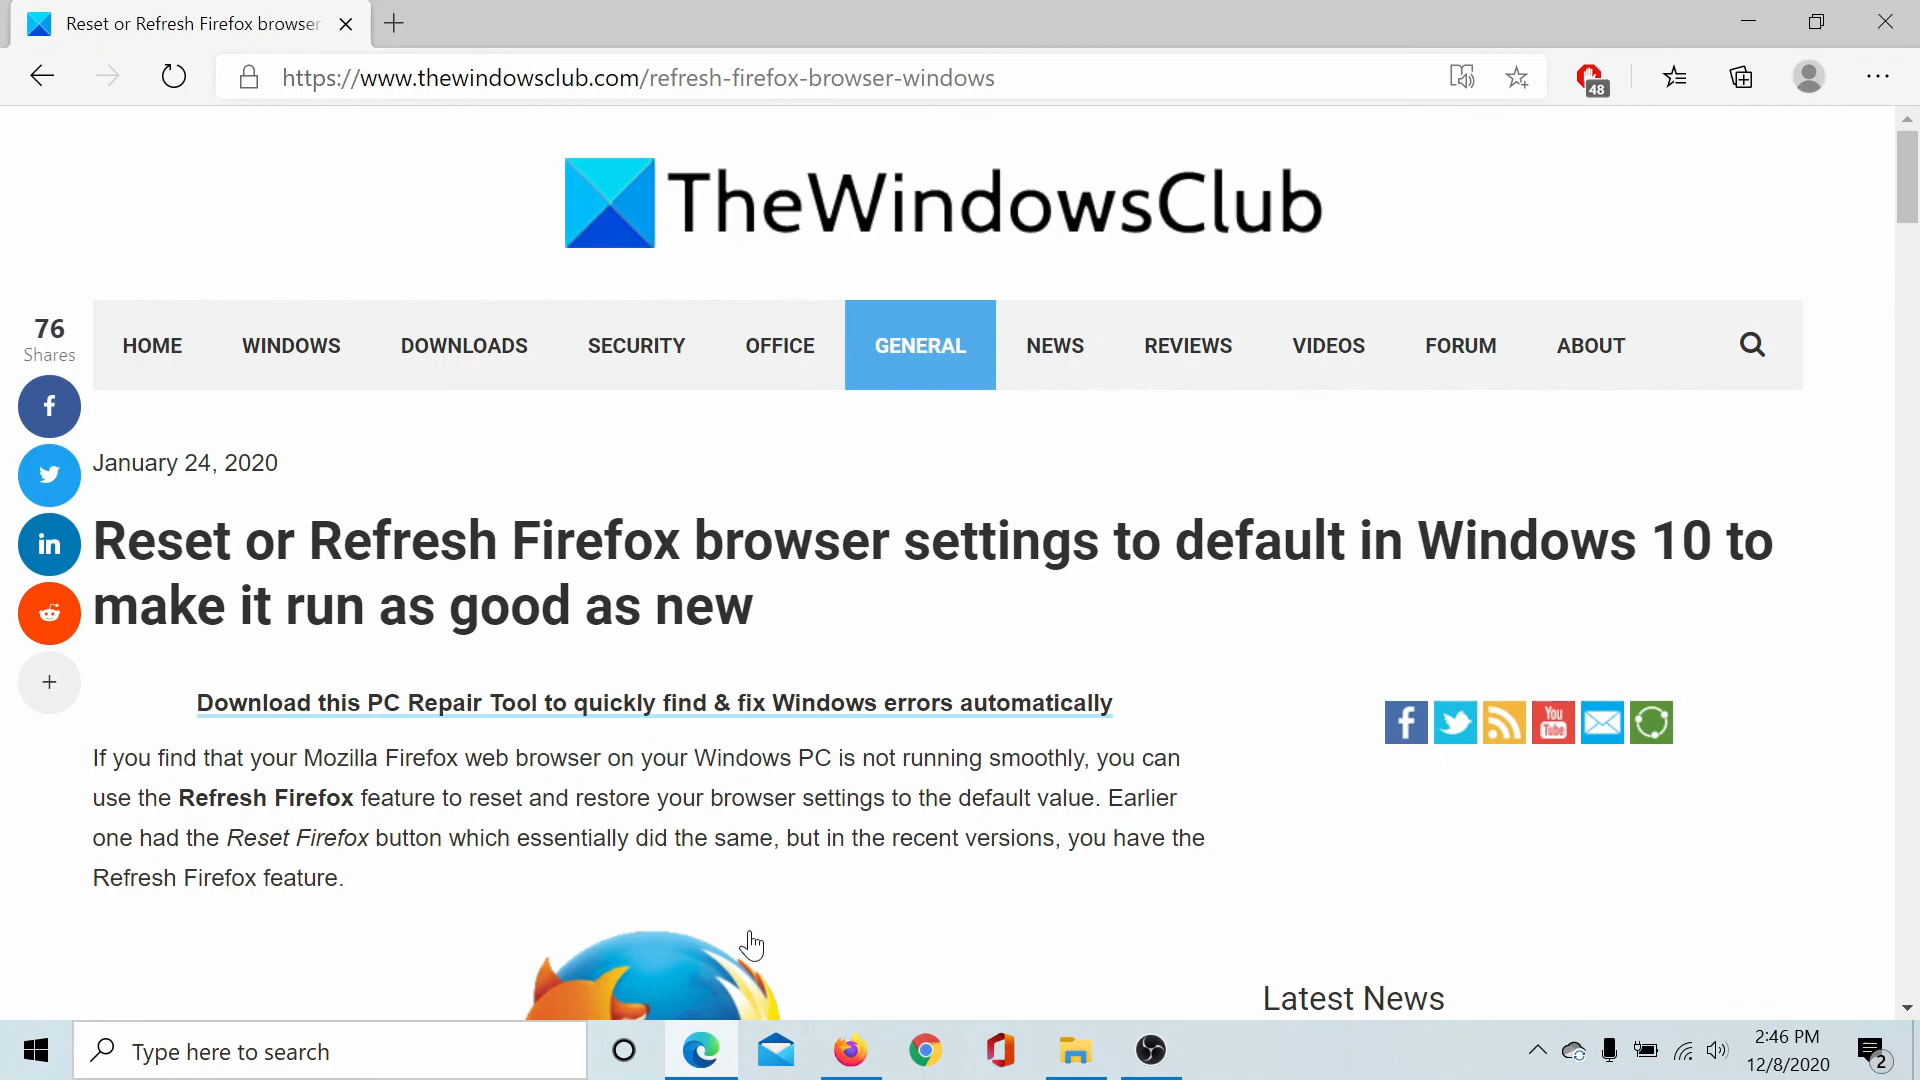 Reset or Refresh Firefox browser
https://www.thewindowsclub.com/refresh-firefox-browser-windows
48
TheWindowsClub
HOME WINDOWS DOWNLOADS SECURITY OFFICE GENERAL NEWS REVIEWS VIDEOS FORUM ABOUT
76
Shares
January 24, 2020
Reset or Refresh Firefox browser settings to default in Windows 10 to
make it run as good as new
Download this PC Repair Tool to quickly find & fix Windows errors automatically
If you find that your Mozilla Firefox web browser on your Windows PC is not running smoothly, you can
use the Refresh Firefox feature to reset and restore your browser settings to the default value. Earlier
one had the Reset Firefox button which essentially did the same, but in the recent versions, you have the
Refresh Firefox feature.
You
Tube
Latest News
Type here to search
2:46 PM
12/8/2020
2